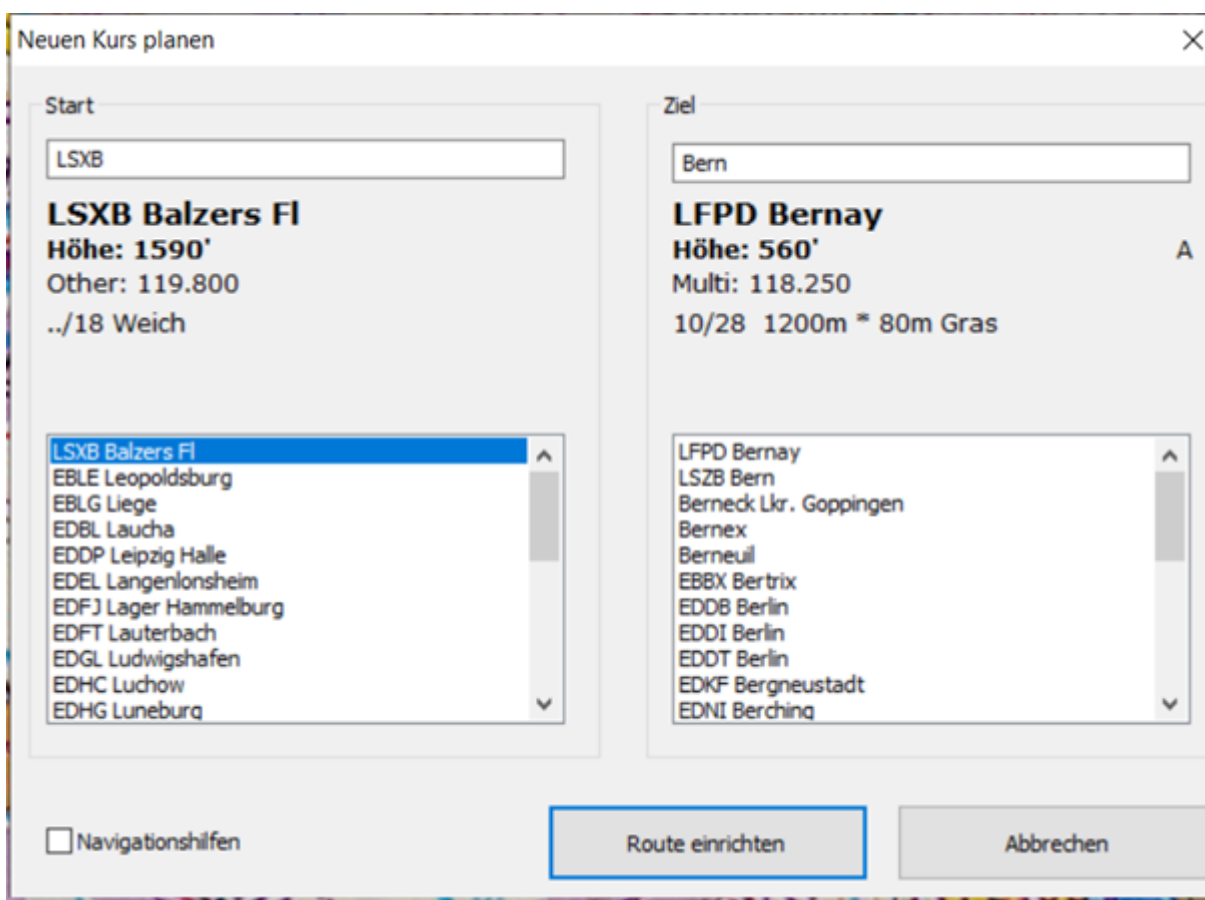 Neuen Kurs planen
Start
LSXB
LSXB Balzers Fl
Höhe: 1590'
Other: 119.800
../18 Weich
LSXB Balzers Fl
EBLE Leopoldsburg
EBLG Liege
EDBL Laucha
EDDP Leipzig Halle
EDEL Langenlonsheim
EDFJ Lager Hammelburg
EDFT Lauterbach
EDGL Ludwigshafen
EDHC Luchow
EDHG Luneburg
Ziel
Bern
LFPD Bernay
Höhe: 560' A
Multi: 118.250
10/28 1200m * 80m Gras
LFPD Bernay
LSZB Bern
Berneck Lkr. Goppingen
Bernex
Berneuil
EBBX Bertrix
EDDB Berlin
EDDI Berlin
EDDT Berlin
EDKF Bergneustadt
EDNI Berching
Navigationshilfen
Route einrichten
Abbrechen